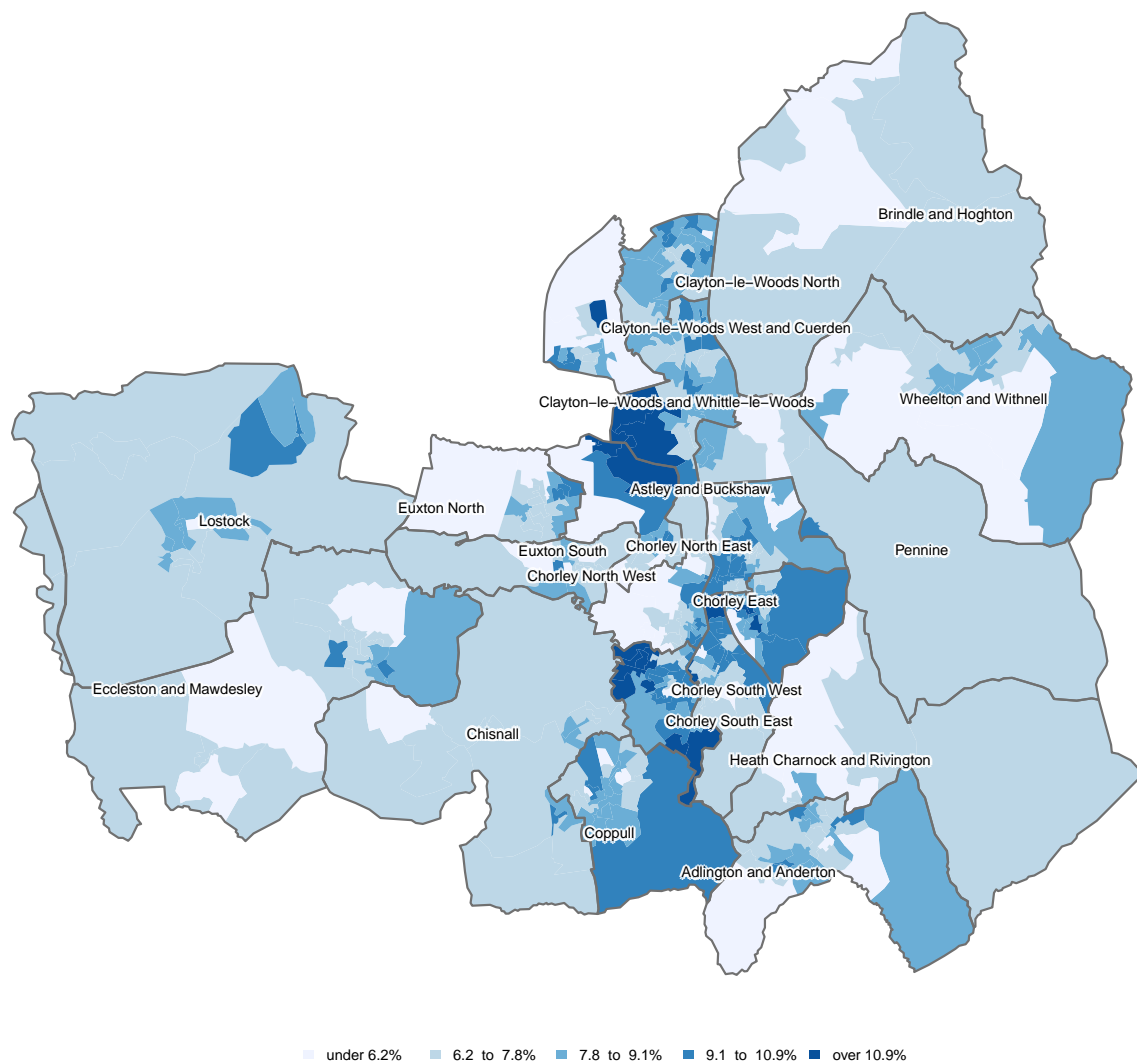 Brindle and Hoghton
Clayton−le−Woods North
Clayton−le−Woods West and Cuerden
Clayton−le−Woods and Whittle−le−Woods
Wheelton and Withnell
Astley and Buckshaw
Euxton North
Lostock
Euxton South
Chorley North East
Pennine
Chorley North West
Chorley East
Eccleston and Mawdesley
Chorley South West
Chorley South East
Chisnall
Heath Charnock and Rivington
Coppull
Adlington and Anderton
under 6.2% 6.2 to 7.8% 7.8 to 9.1% 9.1 to 10.9% over 10.9%